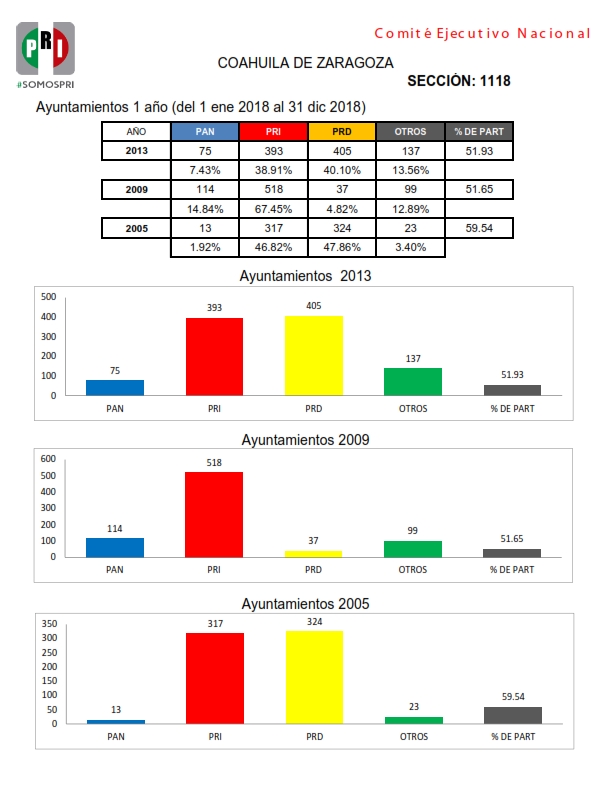 Comité Ejecutivo Nacional
PRI
#SOMOSPRI
COAHUILA DE ZARAGOZA
SECCIÓN: 1118
Ayuntamientos 1 año (del 1 ene 2018 al 31 dic 2018)
AÑO PAN PRI PRD OTROS % DE PART
2013 75 393 405 137 51.93
7.43% 38.91% 40.10% 13.56%
2009 114 518 37 99 51.65
14.84% 67.45% 4.82% 12.89%
2005 13 317 324 23 59.54
1.92% 46.82% 47.86% 3.40%
Ayuntamientos 2013
500
400
300
200
100
0
75 393 405 137 51.93
PAN PRI PRD OTROS % DE PART
Ayuntamientos 2009
600
500
400
300
200
100
0
114 518 37 99 51.65
PAN PRI PRD OTROS % DE PART
Ayuntamientos 2005
350
300
250
200
150
100
50
0
13 317 324 23 59.54
PAN PRI PRD OTROS % DE PART